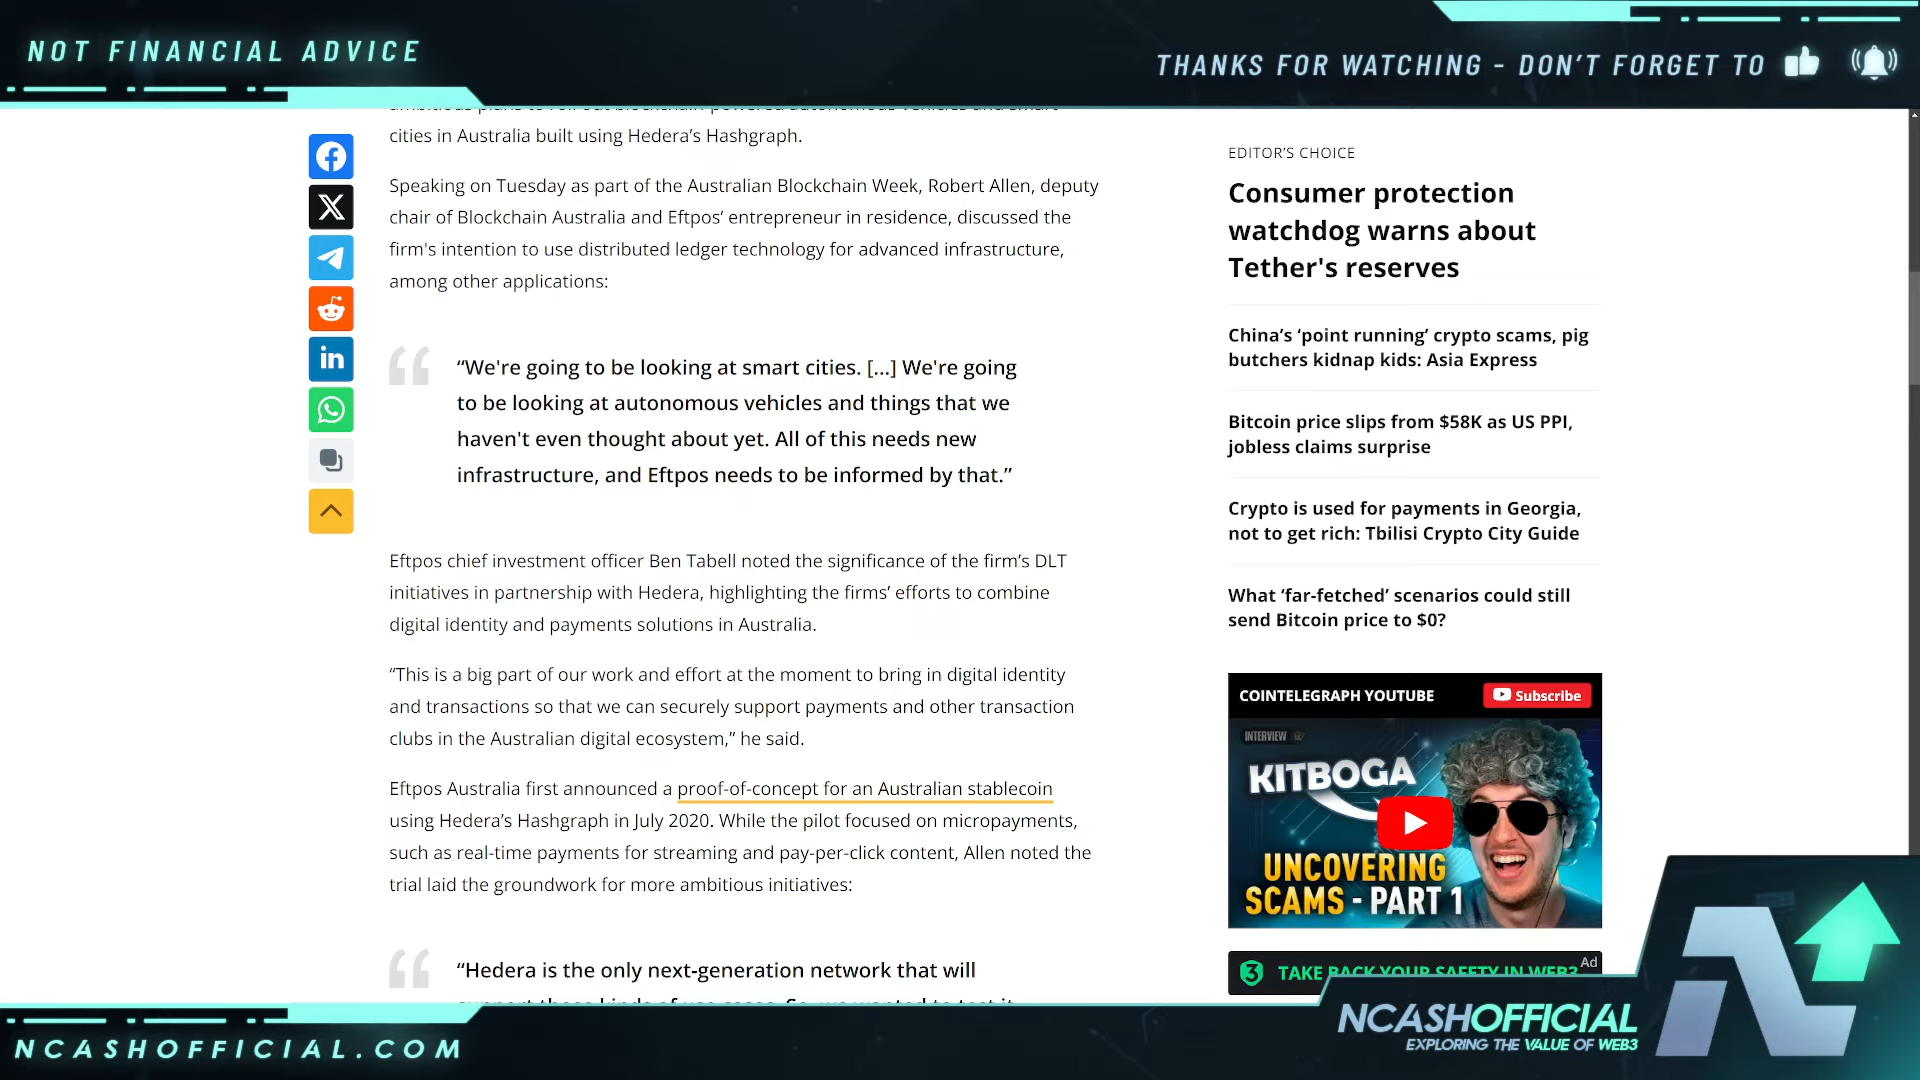 NOT FINANCIAL ADVICE
THANKS FOR WATCHING - DON'T FORGET TO
cities in Australia built using Hedera's Hashgraph.
Speaking on Tuesday as part of the Australian Blockchain Week, Robert Allen, deputy
chair of Blockchain Australia and Eftpos' entrepreneur in residence, discussed the
firm's intention to use distributed ledger technology for advanced infrastructure,
among other applications:
“We're going to be looking at smart cities. [...] We're going
to be looking at autonomous vehicles and things that we
haven't even thought about yet. All of this needs new
infrastructure, and Eftpos needs to be informed by that.”
Eftpos chief investment officer Ben Tabell noted the significance of the firm’s DLT
initiatives in partnership with Hedera, highlighting the firms’ efforts to combine
digital identity and payments solutions in Australia.
“This is a big part of our work and effort at the moment to bring in digital identity
and transactions so that we can securely support payments and other transaction
clubs in the Australian digital ecosystem,” he said.
Eftpos Australia first announced a proof-of-concept for an Australian stablecoin
using Hedera’s Hashgraph in July 2020. While the pilot focused on micropayments,
such as real-time payments for streaming and pay-per-click content, Allen noted the
trial laid the groundwork for more ambitious initiatives:
“Hedera is the only next-generation network that will
EDITOR’S CHOICE
Consumer protection
watchdog warns about
Tether's reserves
China’s ‘point running’ crypto scams, pig
butchers kidnap kids: Asia Express
Bitcoin price slips from $58K as US PPI,
jobless claims surprise
Crypto is used for payments in Georgia,
not to get rich: Tbilisi Crypto City Guide
What ‘far-fetched’ scenarios could still
send Bitcoin price to $0?
COINTELEGRAPH YOUTUBE
Subscribe
INTERVIEW
KITBOGA
UNCOVERING
SCAMS - PART 1
Ad
TAKE BACK YOUR SAFETY IN WEB3
NCASHOFFICIAL
EXPLORING THE VALUE OF WEB3
NCASHOFFICIAL.COM